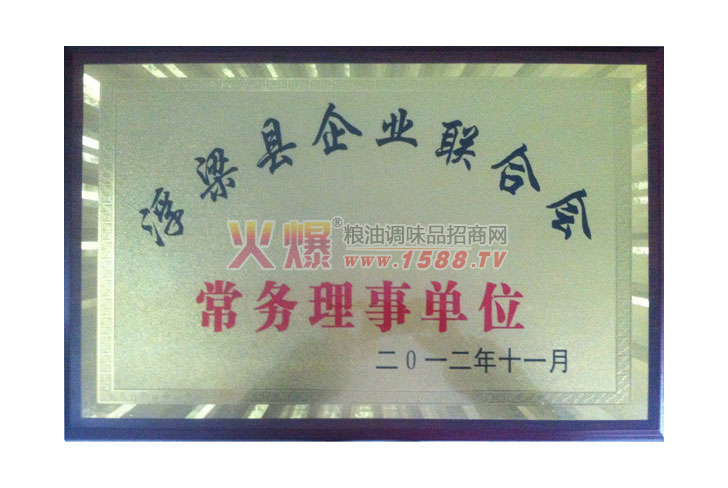 浮梁县企业联合会
火爆®粮油调味品招商网
www.1588.TV
常务理事单位
二0一二年十一月